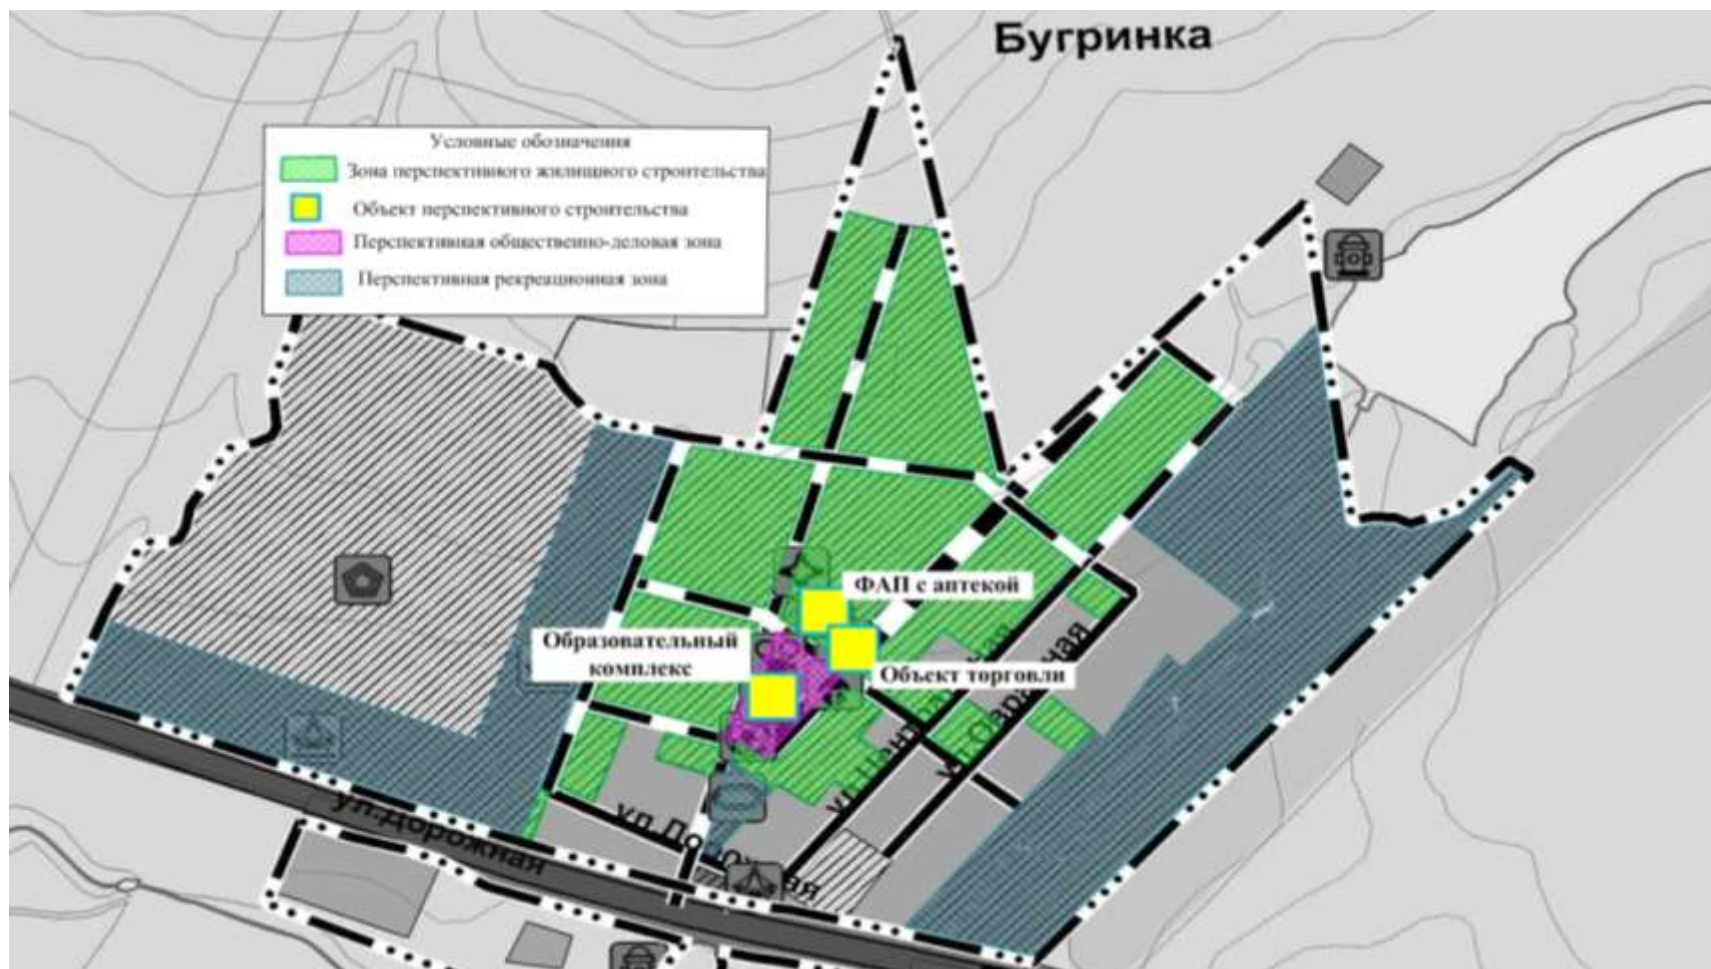 Бугринка
Условные обозначения
Зона перспективного жилищного строительства
Объект перспективного строительства
Перспективная общественно-деловая зона
Перспективная рекреационная зона
ФАП с аптекой
Образовательный
комплекс
Объект торговли
ул.Дорожная